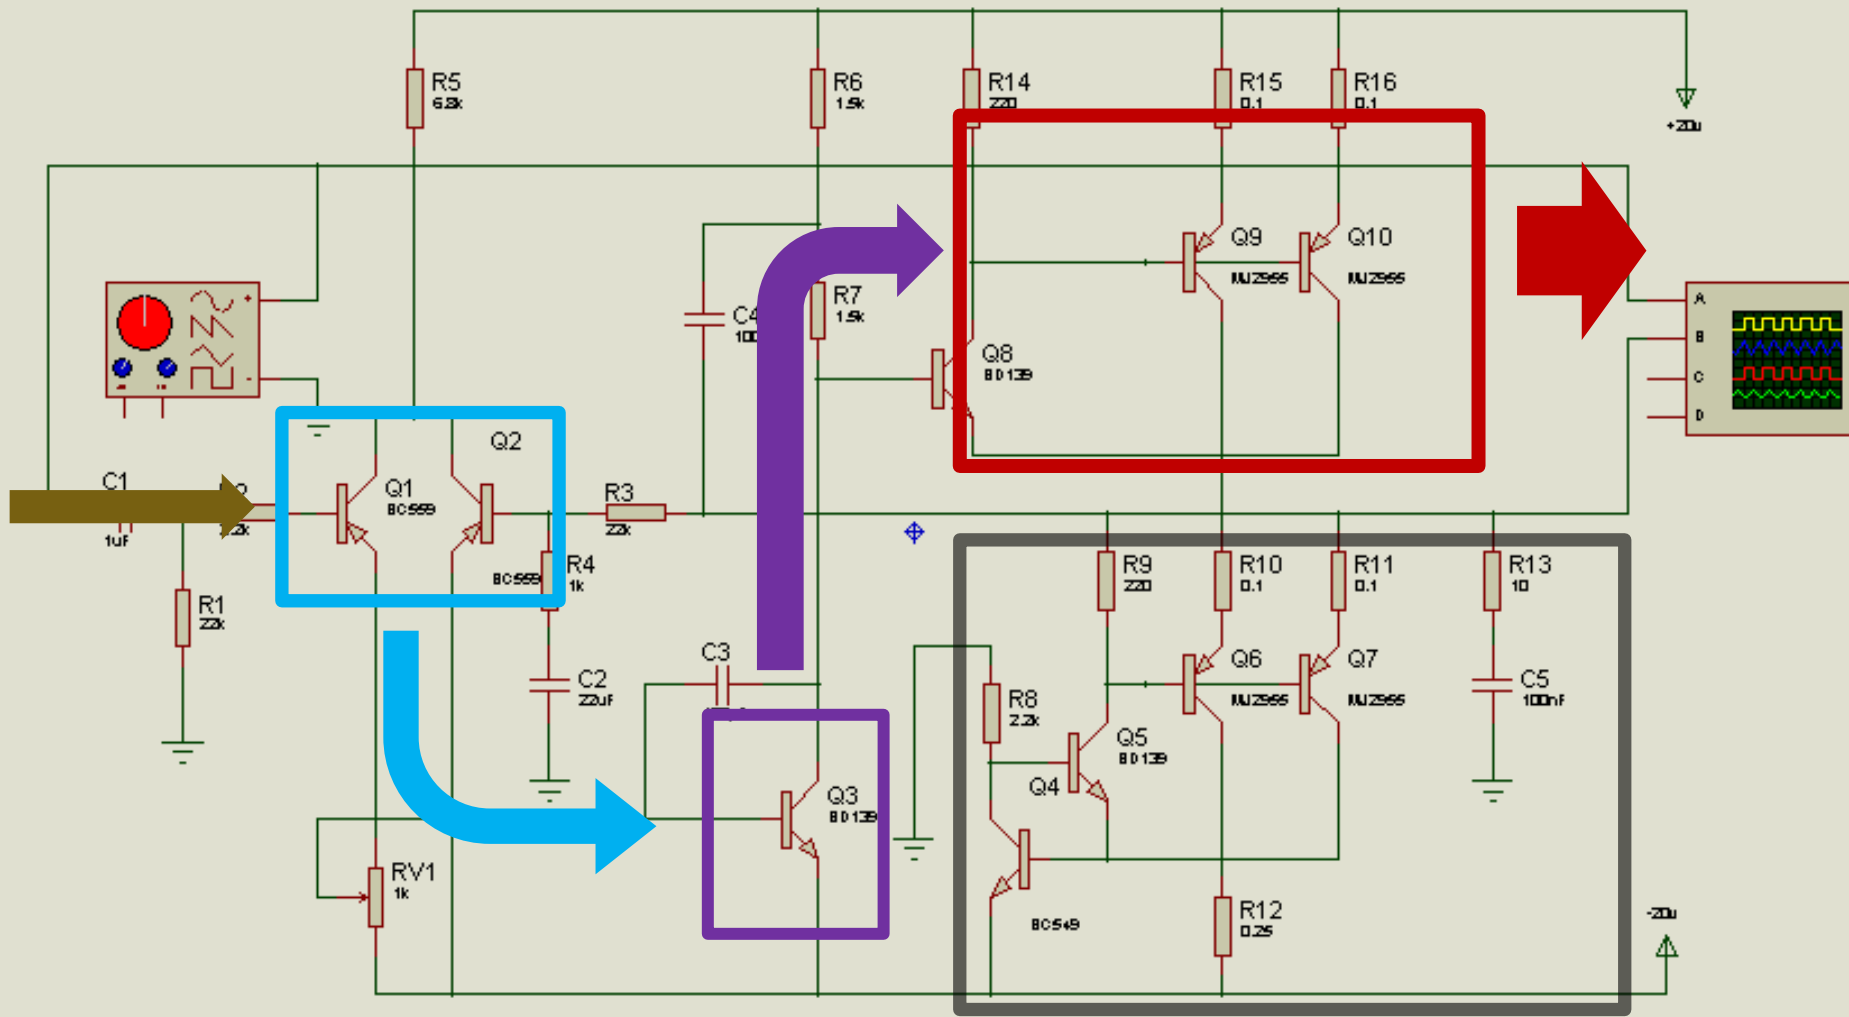 R5
6.8k
R6
1.5k
R14
220
R15
0.1
R16
0.1
+20v
C4
100
R7
1.5k
Q8
BD139
Q9
MJ2955
Q10
MJ2955
A
B
C
D
+
-
C1
1uF
R1
22k
Q1
BC559
Q2
BC559
R3
22k
R4
1k
C2
22uF
C3
Q3
BD139
RV1
1k
R9
220
R10
0.1
R11
0.1
R13
10
Q6
MJ2955
Q7
MJ2955
C5
100nF
R8
2.2k
Q5
BD139
Q4
BC549
R12
0.25
-20v